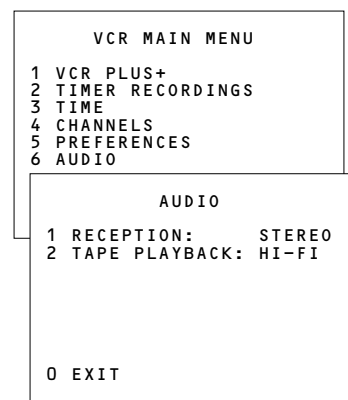 VCR MAIN MENU
1 VCR PLUS+
2 TIMER RECORDINGS
3 TIME
4 CHANNELS
5 PREFERENCES
6 AUDIO
AUDIO
1 RECEPTION: STEREO
2 TAPE PLAYBACK: HI-FI
0 EXIT